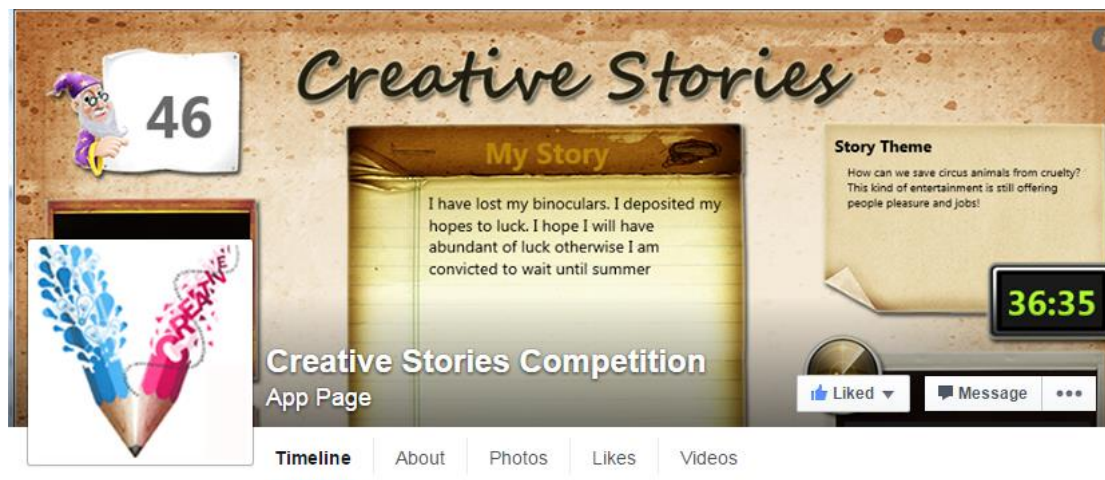 Creative Stories
46
My Story
I have lost my binoculars. I deposited my
hopes to luck. I hope I will have
abundant of luck otherwise I am
convicted to wait until summer
Story Theme
How can we save circus animals from cruelty?
This kind of entertainment is still offering
people pleasure and jobs!
36:35
CREATIVE
Creative Stories Competition
App Page
Liked
Message
Timeline
About
Photos
Likes
Videos